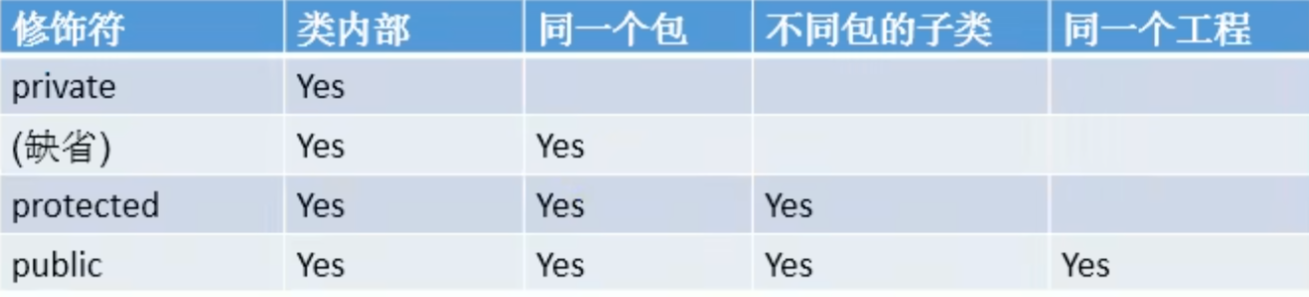 修饰符 类内部 同一个包 不同包的子类 同一个工程
private Yes
(缺省) Yes Yes
protected Yes Yes Yes
public Yes Yes Yes Yes